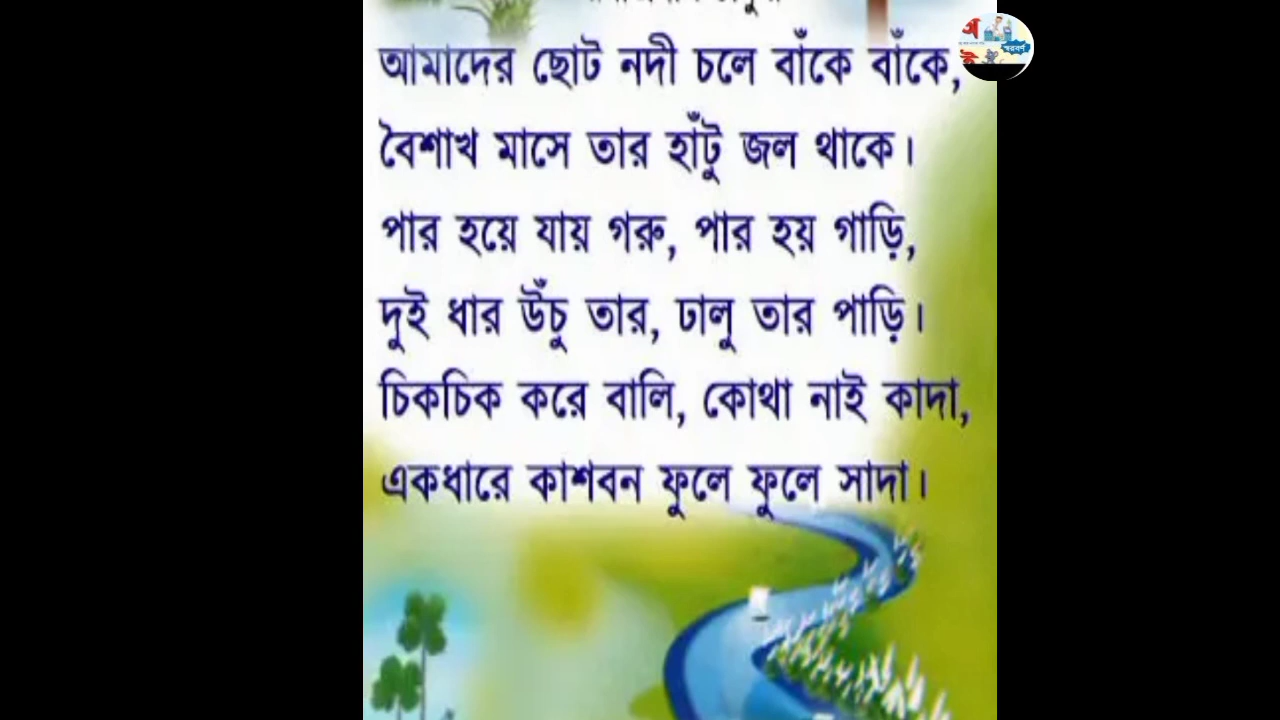 আমাদের ছোট নদী চলে বাঁকে বাঁকে,
বৈশাখ মাসে তার হাঁটু জল থাকে।
পার হয়ে যায় গরু, পার হয় গাড়ি,
দুই ধার উঁচু তার, ঢালু তার পাড়ি।
চিকচিক করে বালি, কোথা নাই কাদা,
একধারে কাশবন ফুলে ফুলে সাদা।